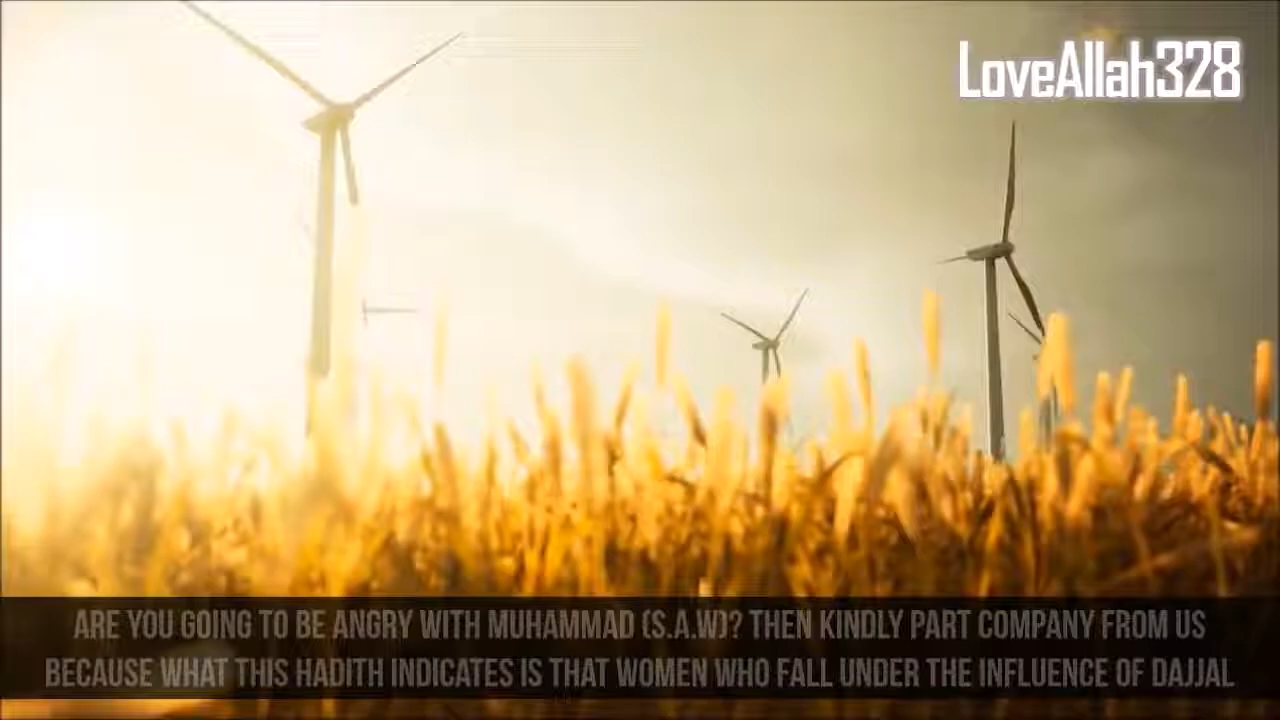 LoveAllah328
ARE YOU GOING TO BE ANGRY WITH MUHAMMAD (S.A.W)? THEN KINDLY PART COMPANY FROM US
BECAUSE WHAT THIS HADITH INDICATES IS THAT WOMEN WHO FALL UNDER THE INFLUENCE OF DAJJAL